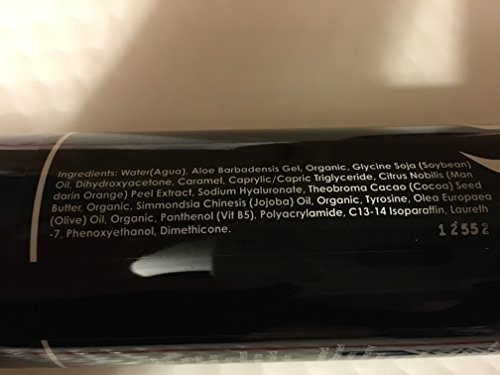 Ingredients: Water(Agua), Aloe Barbadensis Gel, Organic, Glycine Soja (Soybean)
Oil, Dihydroxyacetone, Caramel, Caprylic/Capric Triglyceride, Citrus Nobilis (Man
darin Orange) Peel Extract, Sodium Hyaluronate, Theobroma Cacao (Cocoa) Seed
Butter, Organic, Simmondsia Chinesis (Jojoba) Oil, Organic, Tyrosine, Olea Europaea
(Olive) Oil, Organic, Panthenol (Vit B5), Polyacrylamide, C13-14 Isoparaffin, Laureth
-7, Phenoxyethanol, Dimethicone.
12552